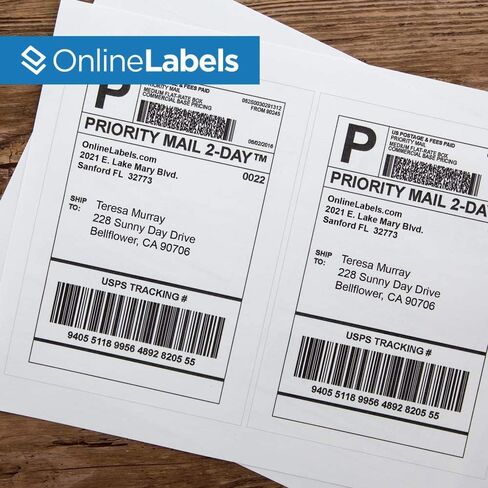 OnlineLabels
P
US POSTAGE & FEES PAID
PRIORITY MAIL
MEDIUM FLAT-RATE BOX
COMMERCIAL BASE PRICING
062S0030291312
FROM 90245
PRIORITY MAIL 2-DAY™
OnlineLabels.com
2021 E. Lake Mary Blvd.
Sanford FL 32773
06/02/2016
0022
SHIP
TO:
Teresa Murray
228 Sunny Day Drive
Bellflower, CA 90706
USPS TRACKING #
9405 5118 9956 4892 8205 55
P
US POSTAGE & FEES PAID
PRIORITY MAIL
MEDIUM FLAT-RATE BOX
COMMERCIAL BASE PRICING
PRIORITY MAIL 2-DA
OnlineLabels.com
2021 E. Lake Mary Blvd.
Sanford FL 32773
SHIP
TO:
Teresa Murray
228 Sunny Day Drive
Bellflower, CA 90706
USPS TRACKING #
9405 5118 9956 4892 8205 55